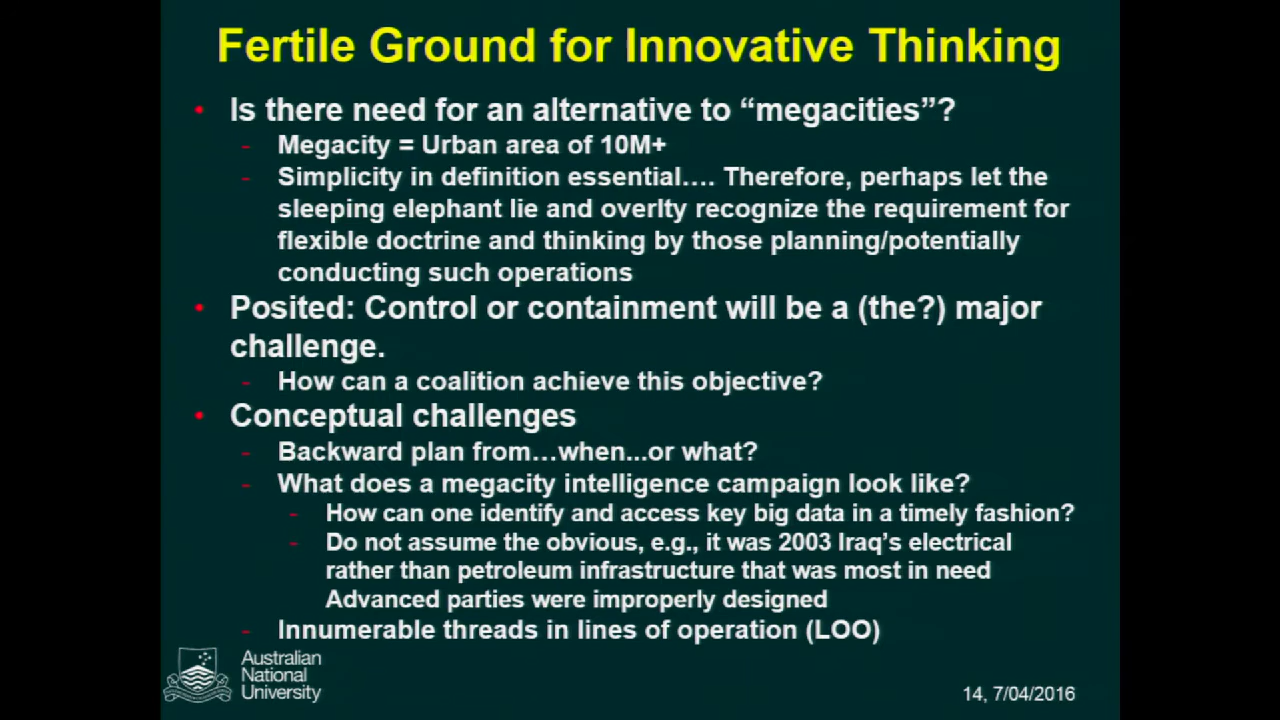 Fertile Ground for Innovative Thinking
• Is there need for an alternative to “megacities”?
- Megacity = Urban area of 10M+
- Simplicity in definition essential…. Therefore, perhaps let the
sleeping elephant lie and overlty recognize the requirement for
flexible doctrine and thinking by those planning/potentially
conducting such operations
• Posited: Control or containment will be a (the?) major
challenge.
- How can a coalition achieve this objective?
• Conceptual challenges
- Backward plan from…when...or what?
- What does a megacity intelligence campaign look like?
- How can one identify and access key big data in a timely fashion?
- Do not assume the obvious, e.g., it was 2003 Iraq’s electrical
rather than petroleum infrastructure that was most in need
Advanced parties were improperly designed
- Innumerable threads in lines of operation (LOO)
Australian
National
University
14, 7/04/2016